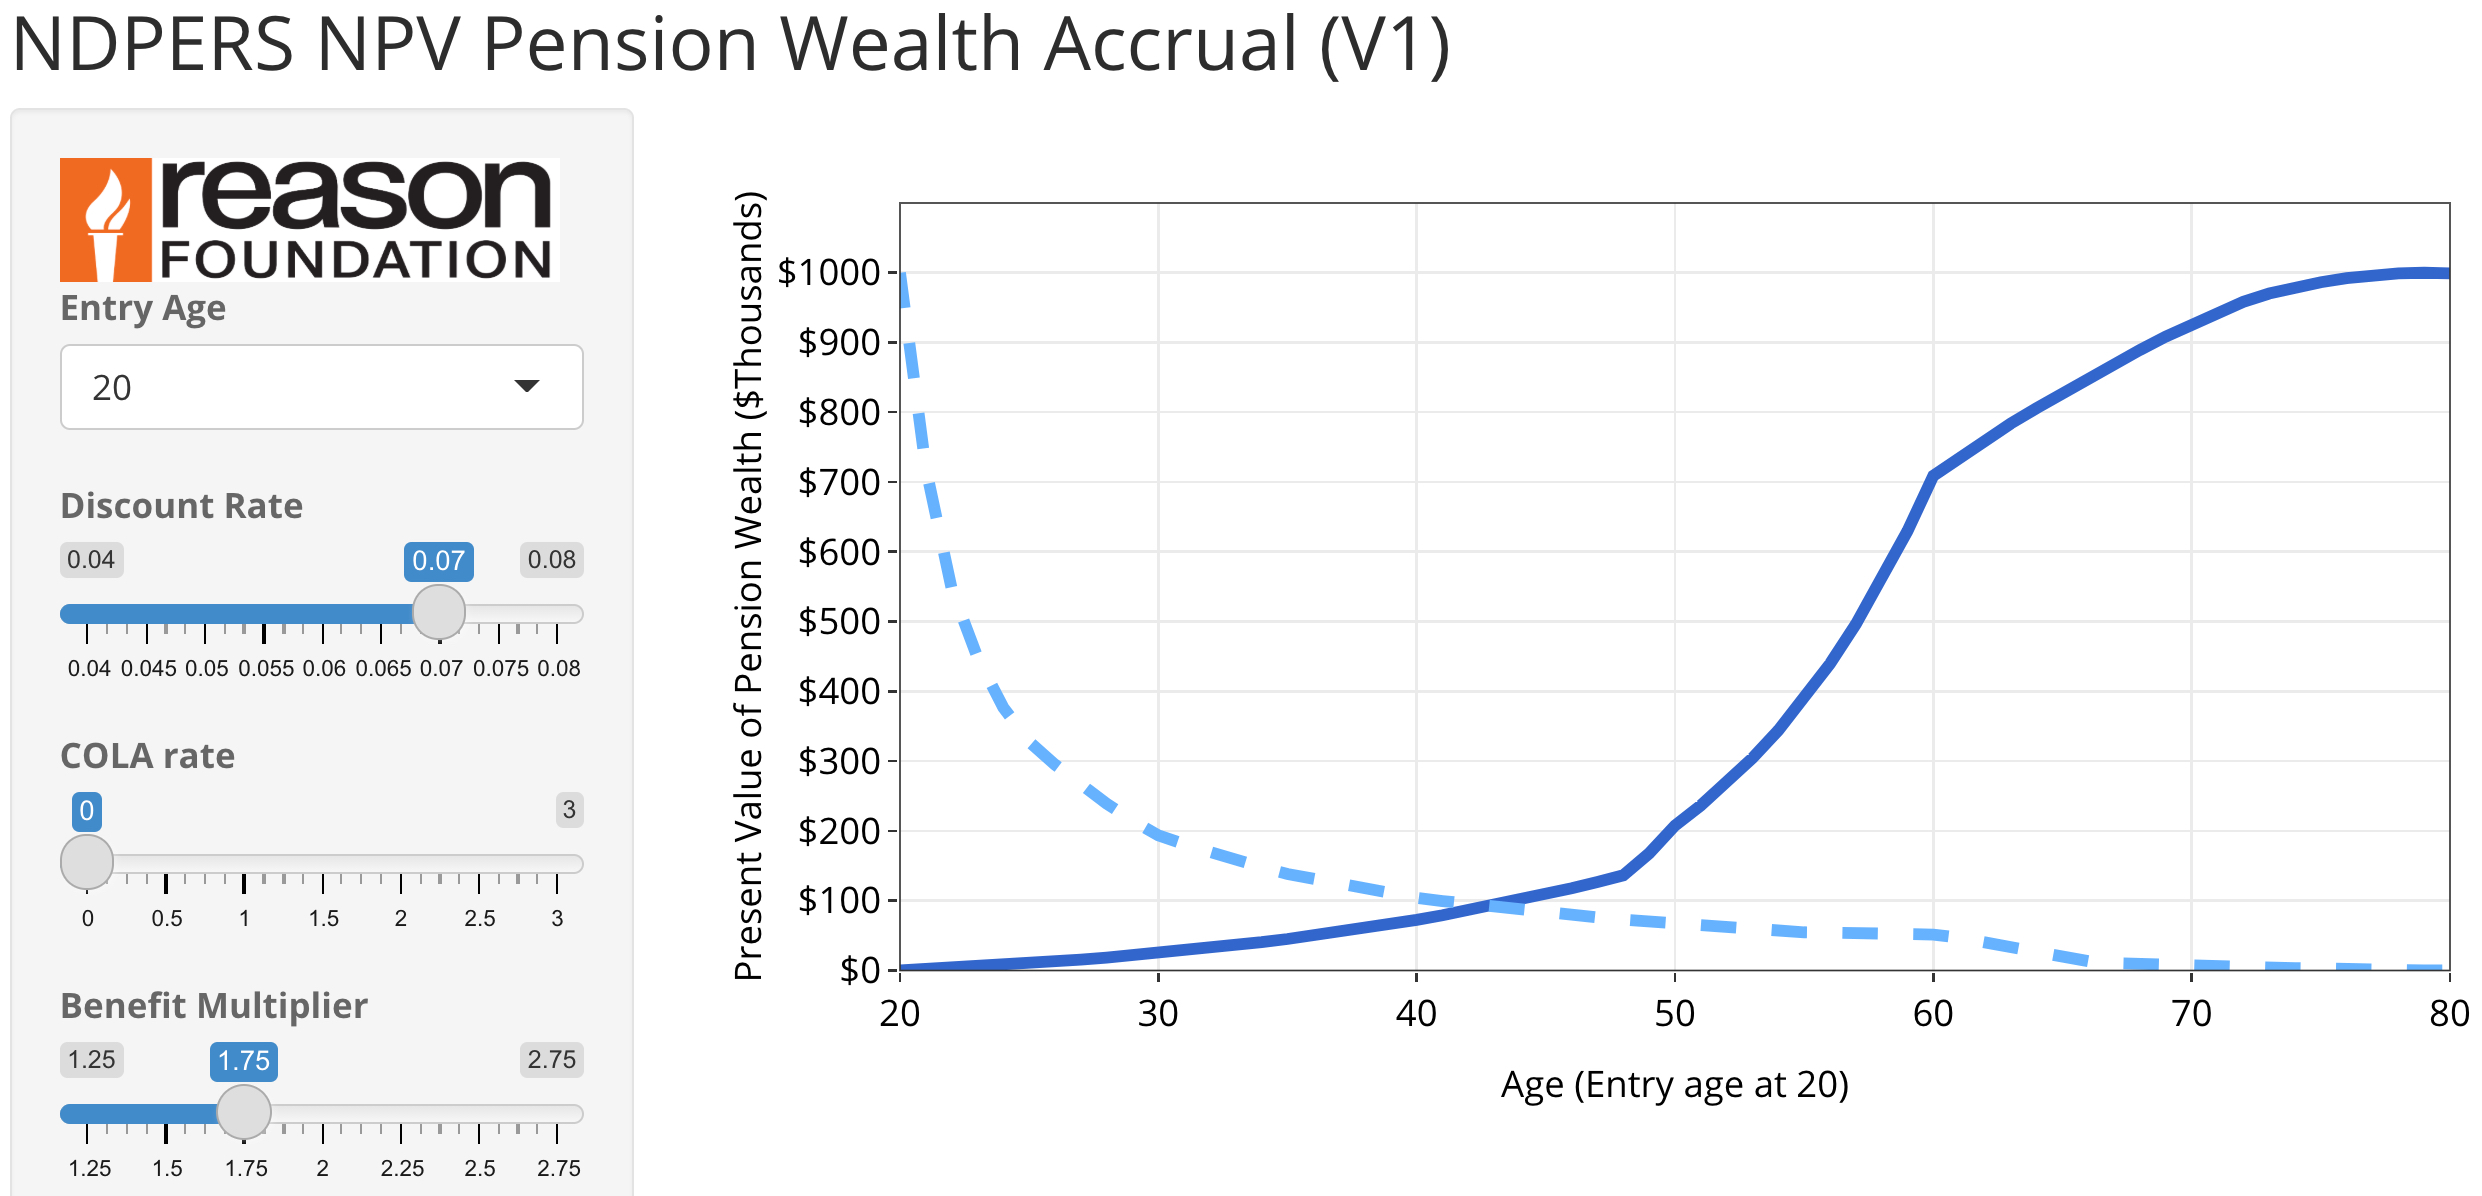 NDPERS NPV Pension Wealth Accrual (V1)
reason
FOUNDATION
Entry Age
20
Discount Rate
0.04 0.07 0.08
0.04 0.045 0.05 0.055 0.06 0.065 0.07 0.075 0.08
COLA rate
0 3
0 0.5 1 1.5 2 2.5 3
Benefit Multiplier
1.25 1.75 2.75
1.25 1.5 1.75 2 2.25 2.5 2.75
Present Value of Pension Wealth ($Thousands)
$1000
$900
$800
$700
$600
$500
$400
$300
$200
$100
$0
20 30 40 50 60 70 80
Age (Entry age at 20)